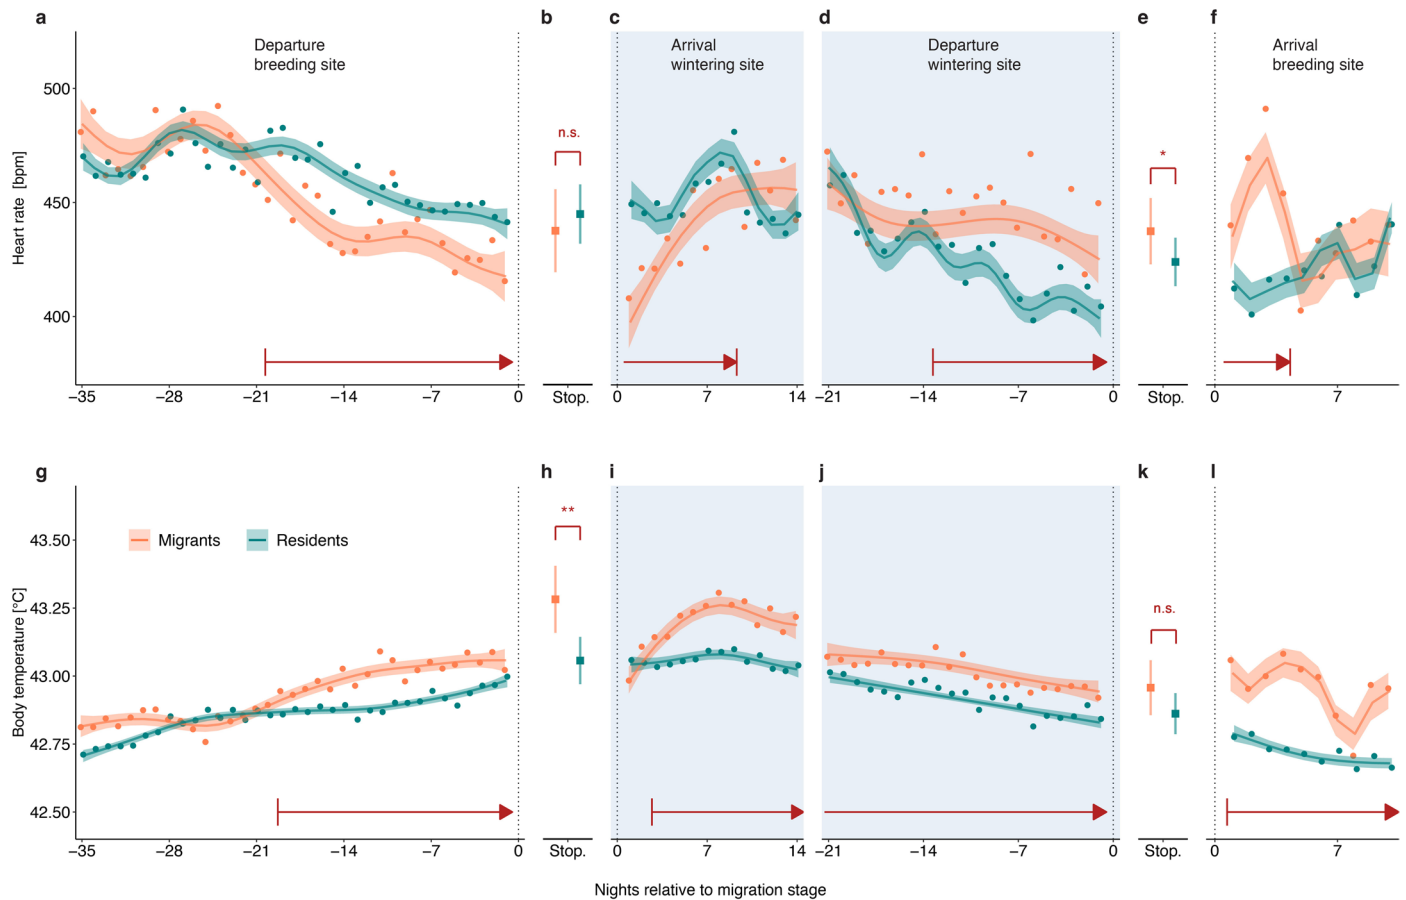 a
b
c
d
e
f
Departure
breeding site
Arrival
wintering site
Departure
wintering site
Arrival
breeding site
Heart rate [bpm]
500
450
400
n.s.
*
−35
−28
−21
−14
−7
0
Stop.
0
7
14
−21
−14
−7
0
Stop.
0
7
g
h
i
j
k
l
Body temperature [°C]
43.50
43.25
43.00
42.75
42.50
Migrants
Residents
**
n.s.
−35
−28
−21
−14
−7
0
Stop.
0
7
14
−21
−14
−7
0
Stop.
0
7
Nights relative to migration stage